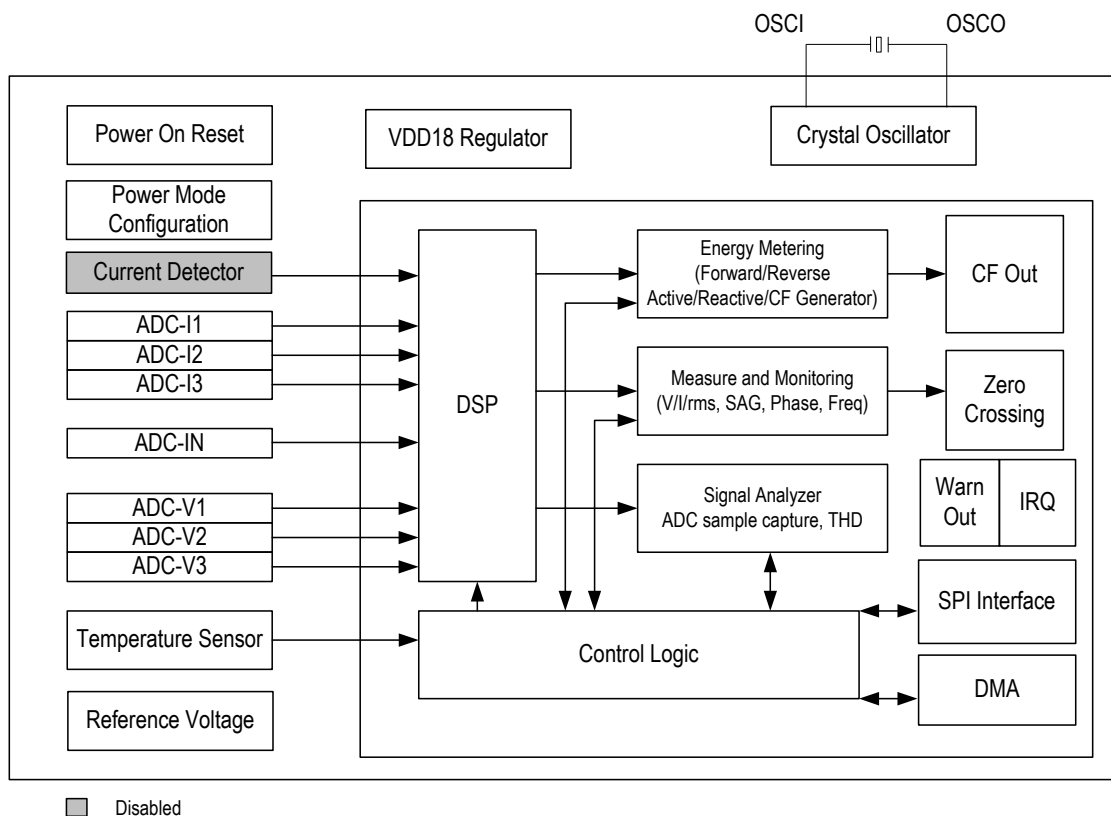 OSCI
OSCO
Power On Reset
VDD18 Regulator
Crystal Oscillator
Power Mode
Configuration
Current Detector
ADC-I1
ADC-I2
ADC-I3
ADC-IN
ADC-V1
ADC-V2
ADC-V3
Temperature Sensor
Reference Voltage
DSP
Energy Metering
(Forward/Reverse
Active/Reactive/CF Generator)
CF Out
Measure and Monitoring
(V/I/rms, SAG, Phase, Freq)
Zero
Crossing
Signal Analyzer
ADC sample capture, THD
Warn
Out
IRQ
Control Logic
SPI Interface
DMA
Disabled